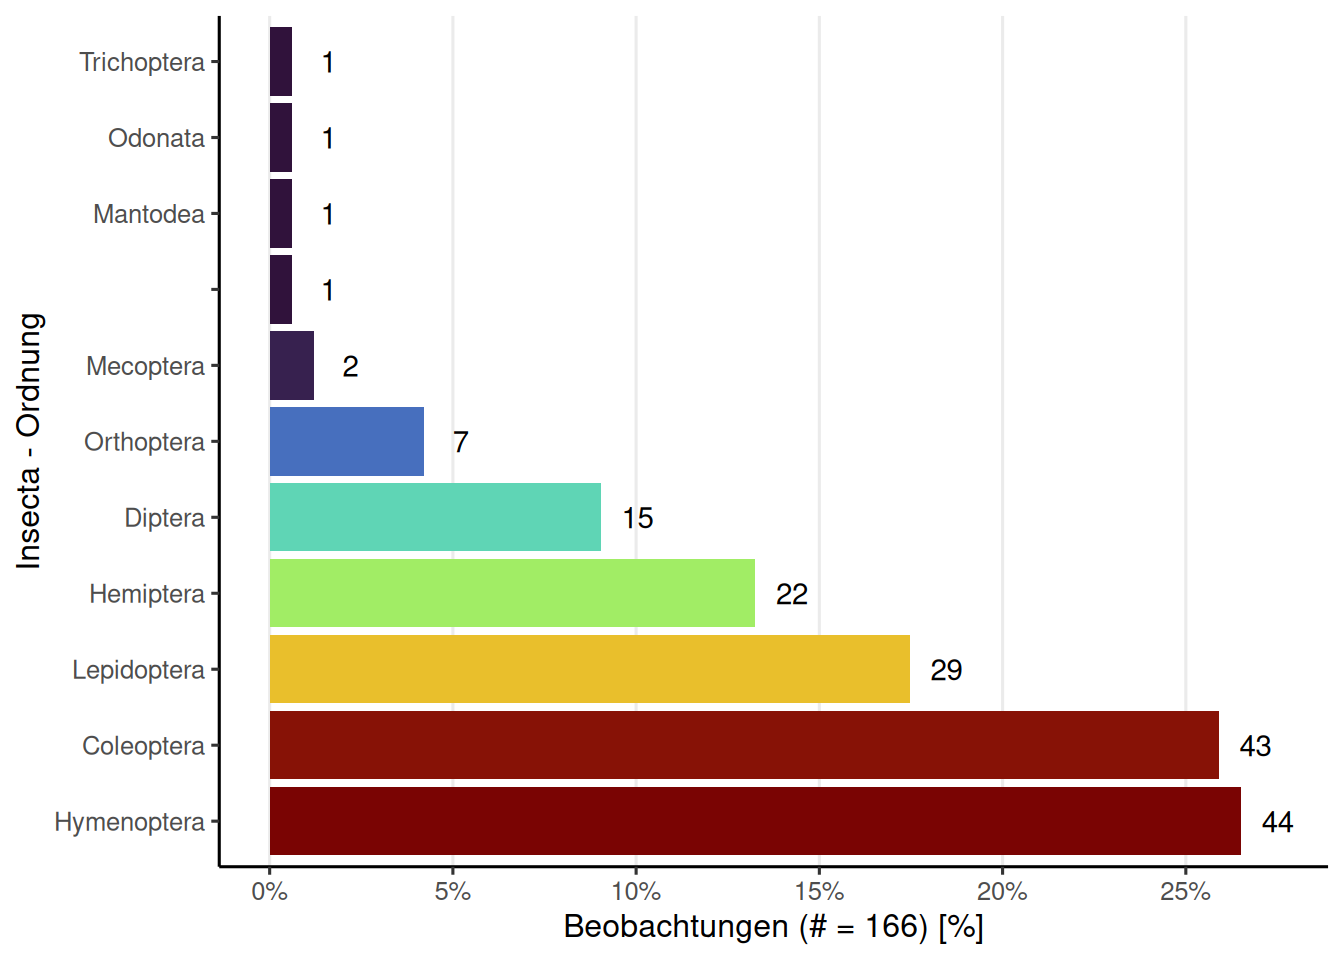 Trichoptera 1
Odonata 1
Mantodea 1
1
Mecoptera 2
Orthoptera 7
Diptera 15
Hemiptera 22
Lepidoptera 29
Coleoptera 43
Hymenoptera 44
Insecta - Ordnung
0% 5% 10% 15% 20% 25%
Beobachtungen (# = 166) [%]